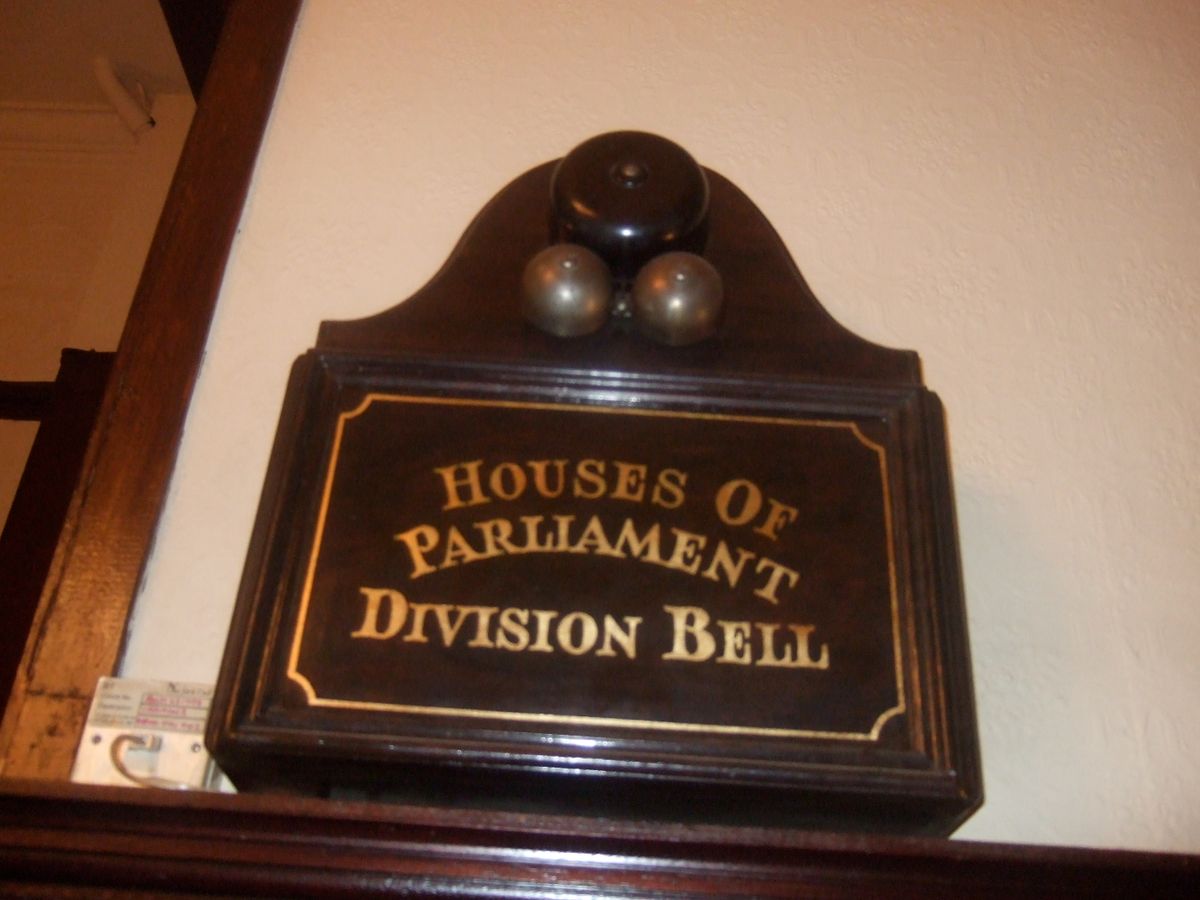 HOUSES OF
PARLIAMENT
DIVISION BELL